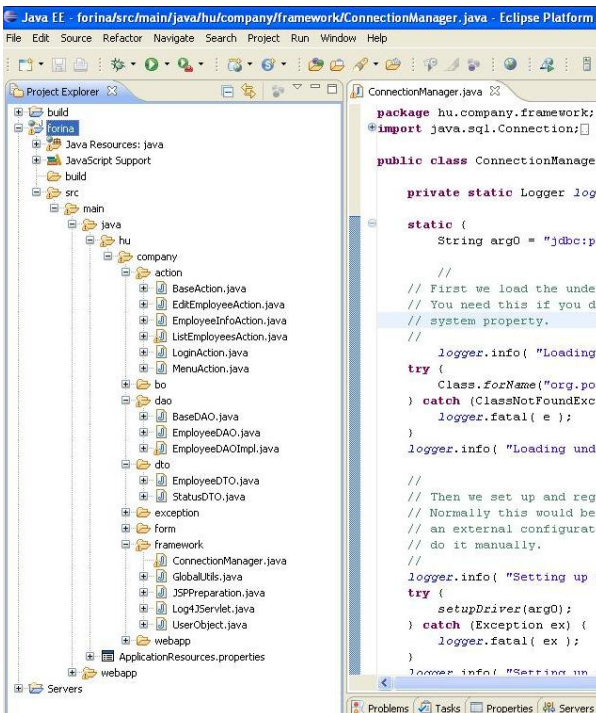 Java EE - forina/src/main/java/hu/company/framework/ConnectionManager.java - Eclipse Platform
File Edit Source Refactor Navigate Search Project Run Window Help
Project Explorer
build
forina
Java Resources: java
JavaScript Support
build
src
main
java
hu
company
action
BaseAction.java
EditEmployeeAction.java
EmployeeInfoAction.java
ListEmployeesAction.java
LoginAction.java
MenuAction.java
bo
dao
BaseDAO.java
EmployeeDAO.java
EmployeeDAOImpl.java
dto
EmployeeDTO.java
StatusDTO.java
exception
form
framework
ConnectionManager.java
GlobalUtils.java
JSPPreparation.java
Log4JServlet.java
UserObject.java
webapp
ApplicationResources.properties
webapp
Servers
ConnectionManager.java
package hu.company.framework;
import java.sql.Connection;
public class ConnectionManage
private static Logger log
static {
String arg0 = "jdbc:p
//
// First we load the unde
// You need this if you d
// system property.
//
logger.info( "Loading
try {
Class.forName("org.po
} catch (ClassNotFoundExc
logger.fatal( e );
}
logger.info( "Loading und
//
// Then we set up and reg
// Normally this would be
// an external configurat
// do it manually.
//
logger.info( "Setting up
try {
setupDriver(arg0);
} catch (Exception ex) {
logger.fatal( ex );
}
logger.info( "Setting up
Problems Tasks Properties Servers